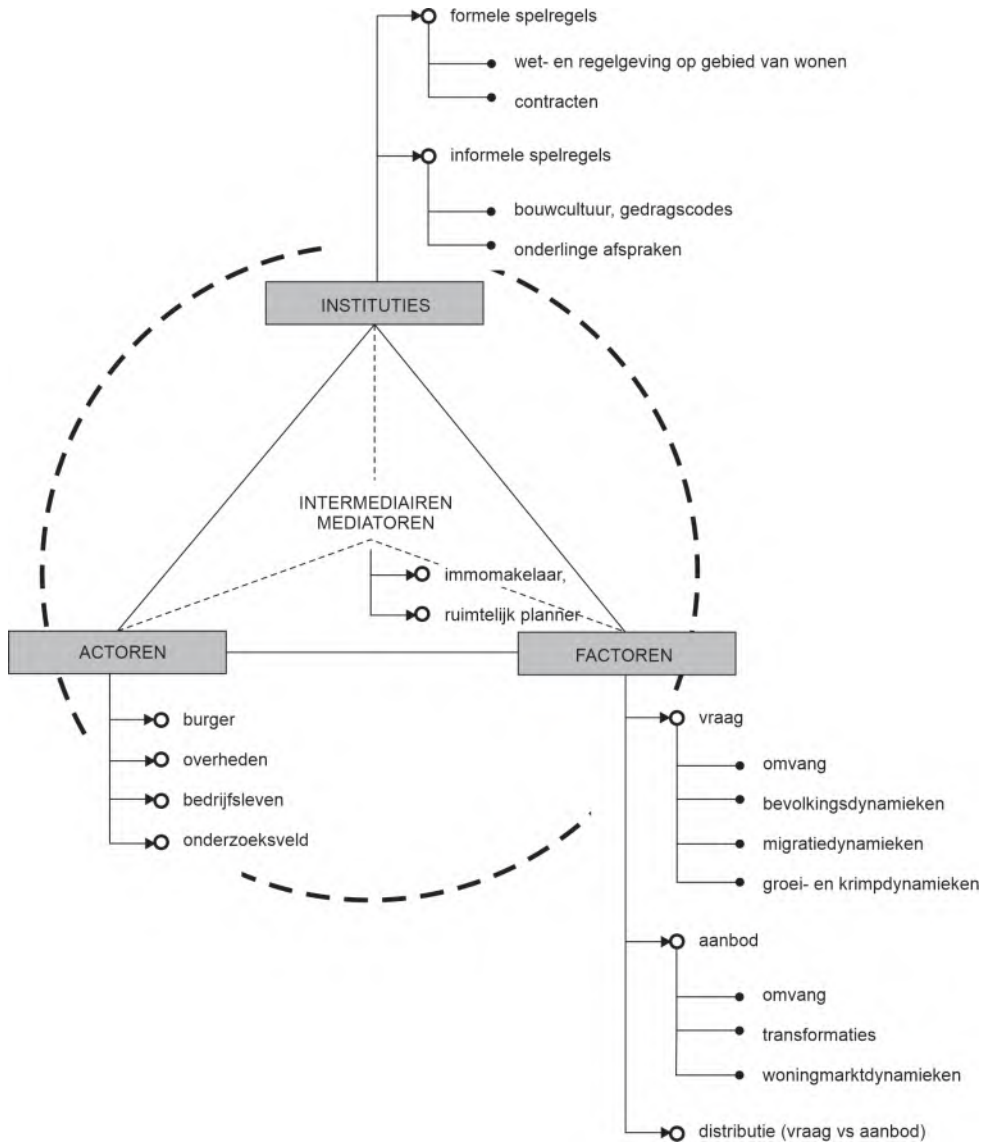 formele spelregels
wet- en regelgeving op gebied van wonen
contracten
informele spelregels
bouwcultuur, gedragscodes
onderlinge afspraken
INSTITUTIES
INTERMEDIAIREN
MEDIATOREN
immomakelaar,
ruimtelijk planner
ACTOREN
burger
overheden
bedrijfsleven
onderzoeksveld
FACTOREN
vraag
omvang
bevolkingsdynamieken
migratiedynamieken
groei- en krimpdynamieken
aanbod
omvang
transformaties
woningmarktdynamieken
distributie (vraag vs aanbod)